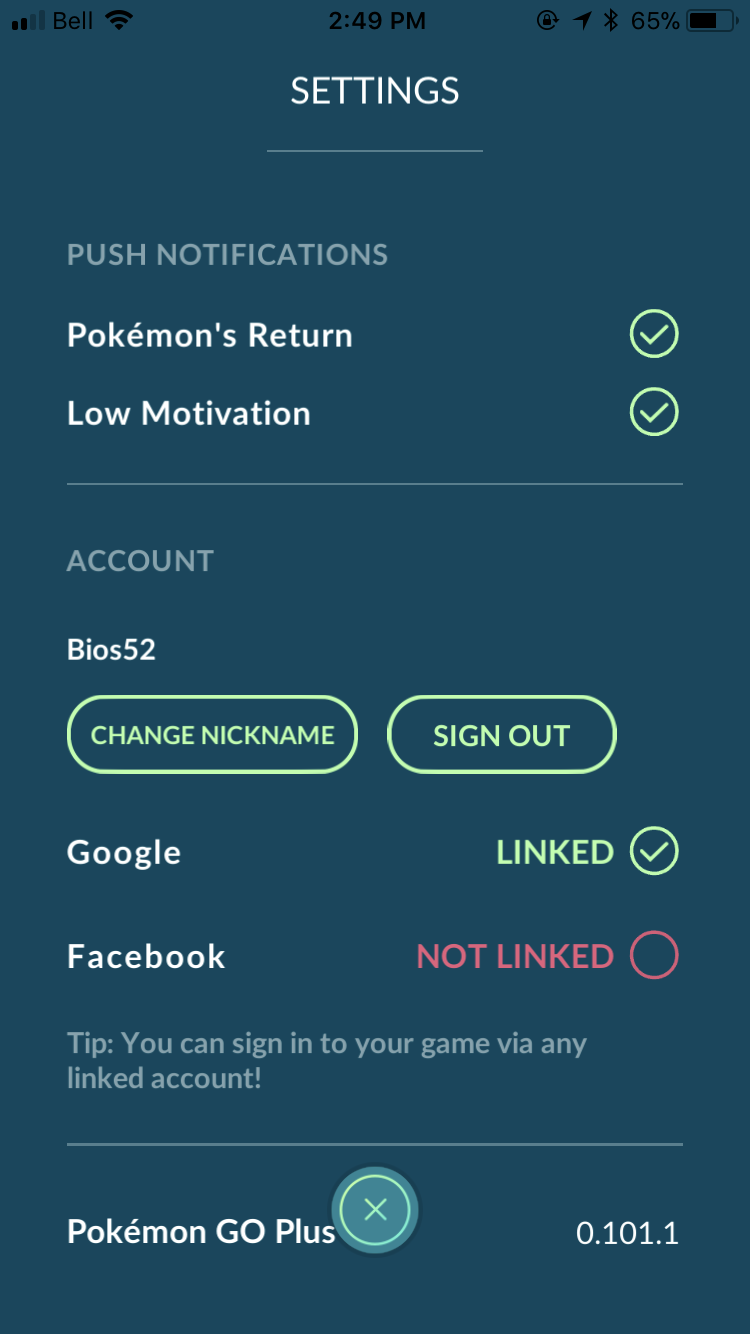 Bell 2:49 PM 65%
SETTINGS
PUSH NOTIFICATIONS
Pokémon's Return
Low Motivation
ACCOUNT
Bios52
CHANGE NICKNAME SIGN OUT
Google LINKED
Facebook NOT LINKED
Tip: You can sign in to your game via any
linked account!
Pokémon GO Plus 0.101.1